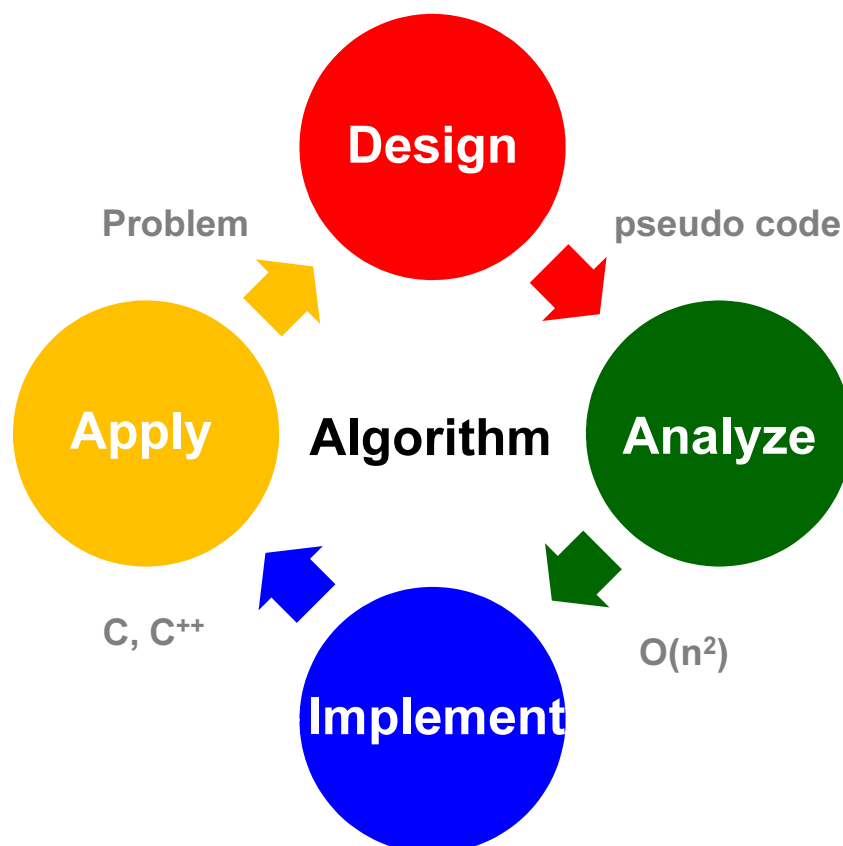 Design
Problem
pseudo code
Apply
Algorithm
Analyze
C, C⁺⁺
O(n²)
Implement